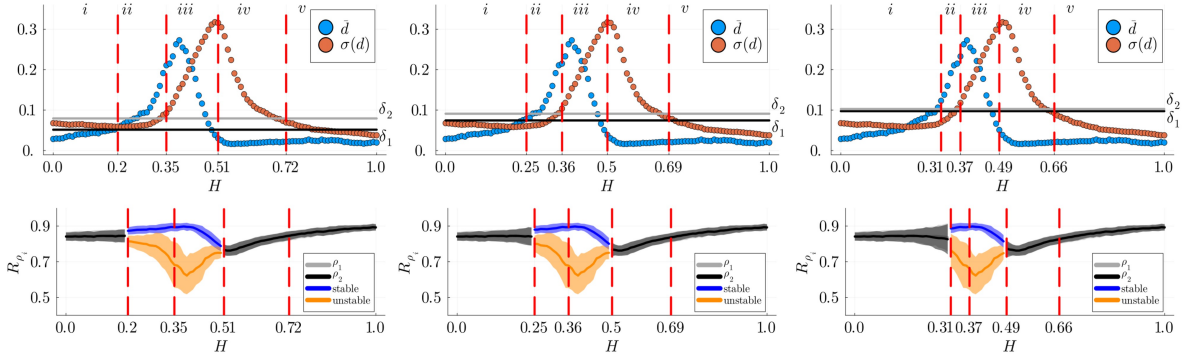 i ii iii iv v
0.3
0.2
0.1
0.
d̄
σ(d)
δ2
δ1
0.0 0.2 0.35 0.51 0.72 1.0
H
i ii iii iv v
0.3
0.2
0.1
0.
d̄
σ(d)
δ2
δ1
0.0 0.25 0.36 0.5 0.69 1.0
H
i ii iii iv v
0.3
0.2
0.1
0.
d̄
σ(d)
δ2
δ1
0.0 0.31 0.37 0.49 0.66 1.0
H
Rρi
0.9
0.7
0.5
ρ1
ρ2
stable
unstable
0.0 0.2 0.35 0.51 0.72 1.0
H
Rρi
0.9
0.7
0.5
ρ1
ρ2
stable
unstable
0.0 0.25 0.36 0.5 0.69 1.0
H
Rρi
0.9
0.7
0.5
ρ1
ρ2
stable
unstable
0.0 0.31 0.37 0.49 0.66 1.0
H